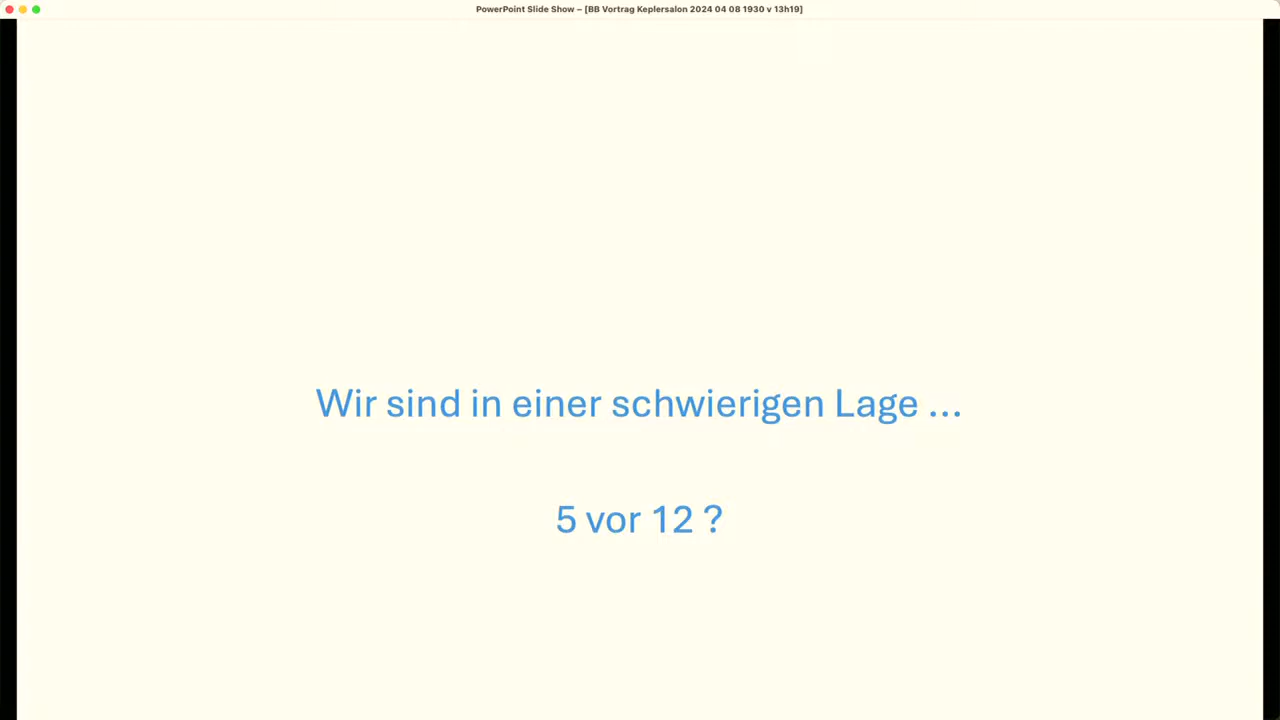 PowerPoint Slide Show – [BB Vortrag Keplersalon 2024 04 08 1930 v 13h19]
Wir sind in einer schwierigen Lage ...
5 vor 12 ?